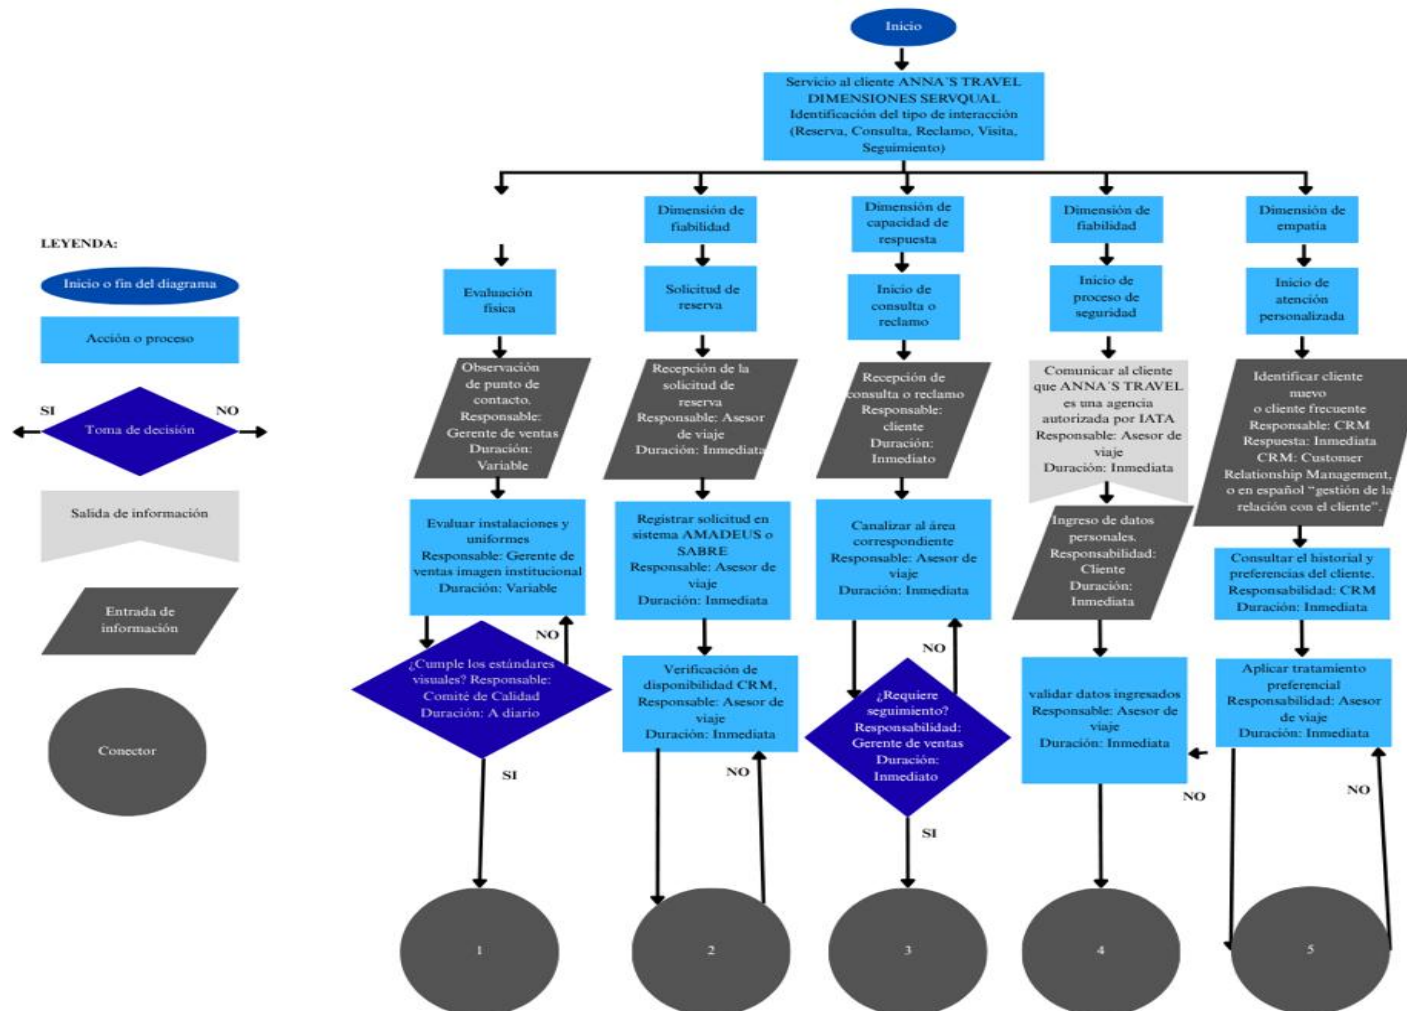 Inicio
Servicio al cliente ANNA´S TRAVEL
DIMENSIONES SERVQUAL
Identificación del tipo de interacción
(Reserva, Consulta, Reclamo, Visita,
Seguimiento)
LEYENDA:
Inicio o fin del diagrama
Acción o proceso
SI
NO
Toma de decisión
Salida de información
Entrada de
información
Conector
Evaluación
física
Observación
de punto de
contacto.
Responsable:
Gerente de ventas
Duración:
Variable
Evaluar instalaciones y
uniformes
Responsable: Gerente de
ventas imagen institucional
Duración: Variable
NO
¿Cumple los estándares
visuales? Responsable:
Comité de Calidad
Duración: A diario
SI
1
Dimensión de
fiabilidad
Solicitud de
reserva
Recepción de la
solicitud de
reserva
Responsable: Asesor
de viaje
Duración: Inmediata
Registrar solicitud en
sistema AMADEUS o
SABRE
Responsable: Asesor de
viaje
Duración: Inmediata
Verificación de
disponibilidad CRM,
Responsable: Asesor de
viaje
Duración: Inmediata
NO
2
Dimensión de
capacidad de
respuesta
Inicio de
consulta o
reclamo
Recepción de
consulta o reclamo
Responsable:
cliente
Duración:
Inmediato
Canalizar al área
correspondiente
Responsable: Asesor de
viaje
Duración: Inmediata
NO
¿Requiere
seguimiento?
Responsabilidad:
Gerente de ventas
Duración:
Inmediato
SI
3
Dimensión de
fiabilidad
Inicio de
proceso de
seguridad
Comunicar al cliente
que ANNA´S TRAVEL
es una agencia
autorizada por IATA
Responsable: Asesor de
viaje
Duración: Inmediata
Ingreso de datos
personales.
Responsabilidad:
Cliente
Duración:
Inmediata
validar datos ingresados
Responsable: Asesor de
viaje
Duración: Inmediata
NO
4
Dimensión de
empatía
Inicio de
atención
personalizada
Identificar cliente
nuevo
o cliente frecuente
Responsable: CRM
Respuesta: Inmediata
CRM: Customer
Relationship Management,
o en español “gestión de la
relación con el cliente”.
Consultar el historial y
preferencias del cliente.
Responsabilidad: CRM
Duración: Inmediata
Aplicar tratamiento
preferencial
Responsabilidad: Asesor
de viaje
Duración: Inmediata
NO
5